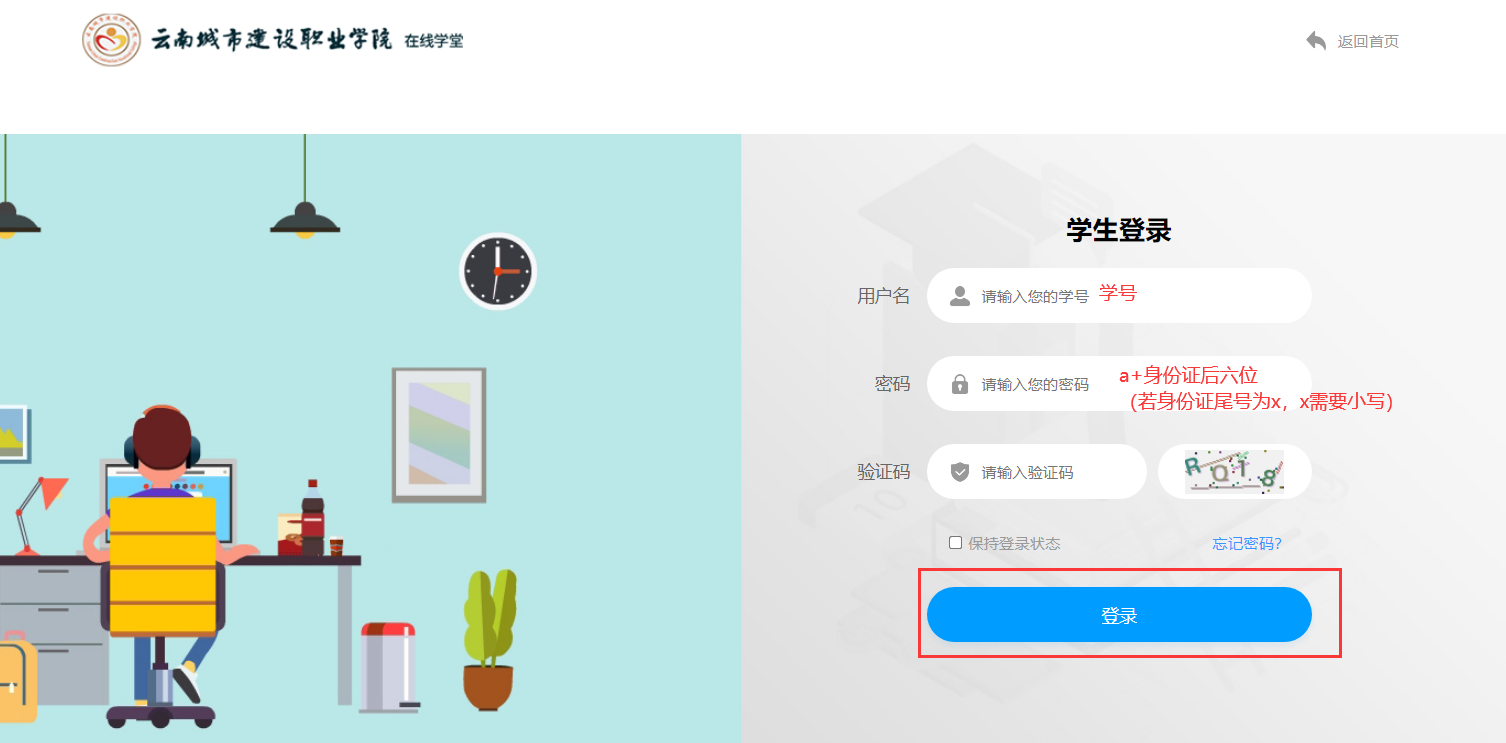 云南城市建设职业学院 在线学堂
返回首页
学生登录
用户名 请输入您的学号 学号
密码 请输入您的密码 a+身份证后六位
(若身份证尾号为x，x需要小写)
验证码 请输入验证码 RQ18
保持登录状态 忘记密码?
登录